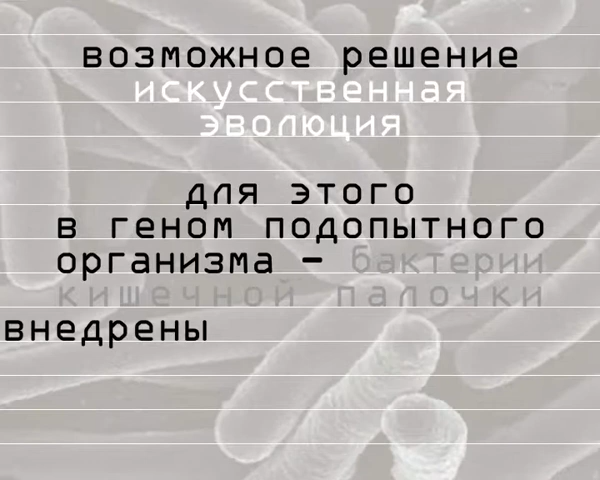 возможное решение
искусственная
эволюция
для этого
в геном подопытного
организма – бактерии
кишечной палочки
внедрены